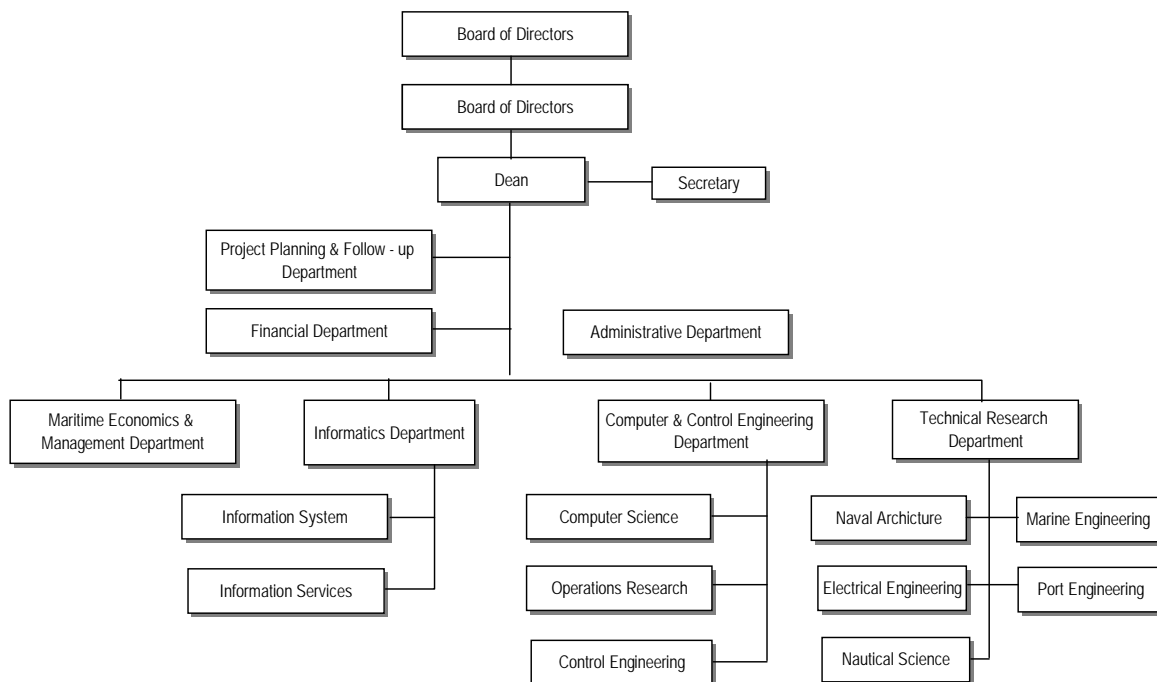 Board of Directors
Board of Directors
Dean
Secretary
Project Planning & Follow - up
Department
Financial Department
Administrative Department
Maritime Economics &
Management Department
Informatics Department
Computer & Control Engineering
Department
Technical Research
Department
Information System
Computer Science
Naval Archicture
Marine Engineering
Information Services
Operations Research
Electrical Engineering
Port Engineering
Control Engineering
Nautical Science